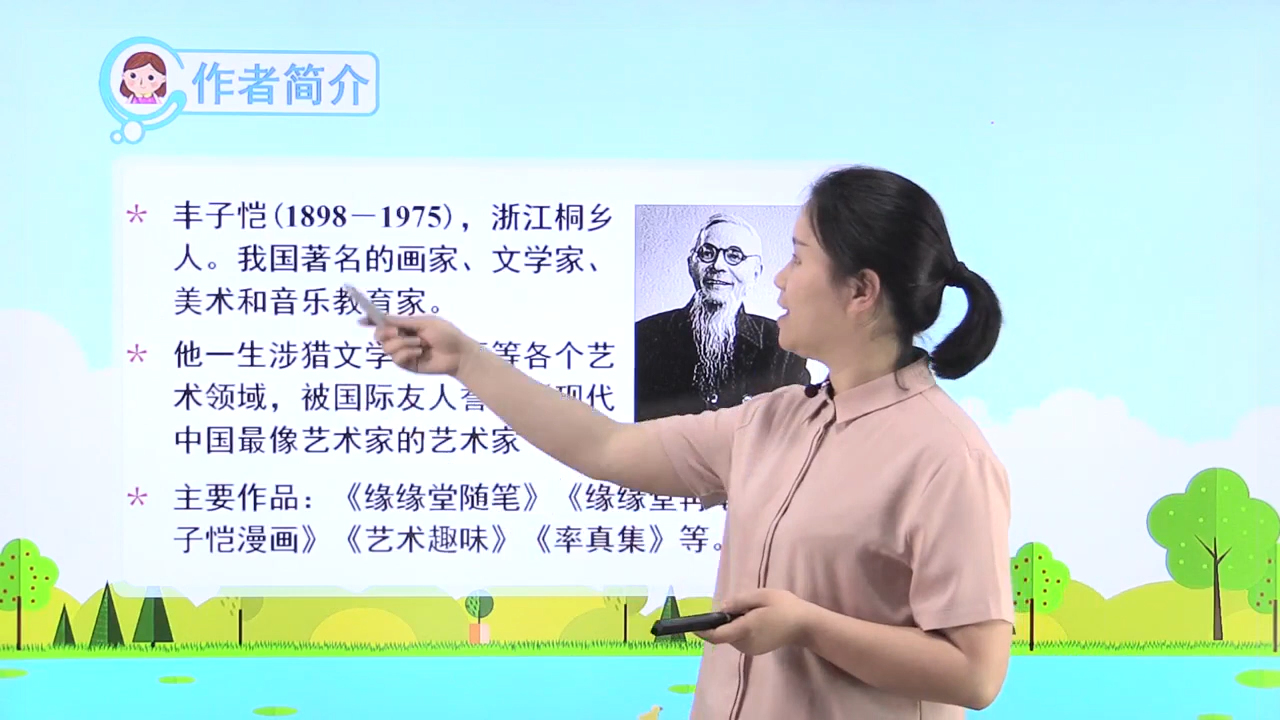 作者简介
* 丰子恺(1898－1975)，浙江桐乡
人。我国著名的画家、文学家、
美术和音乐教育家。
* 他一生涉猎文学 等各个艺
术领域，被国际友人誉 现代
中国最像艺术家的艺术家
* 主要作品：《缘缘堂随笔》《缘缘堂再
子恺漫画》《艺术趣味》《率真集》等。